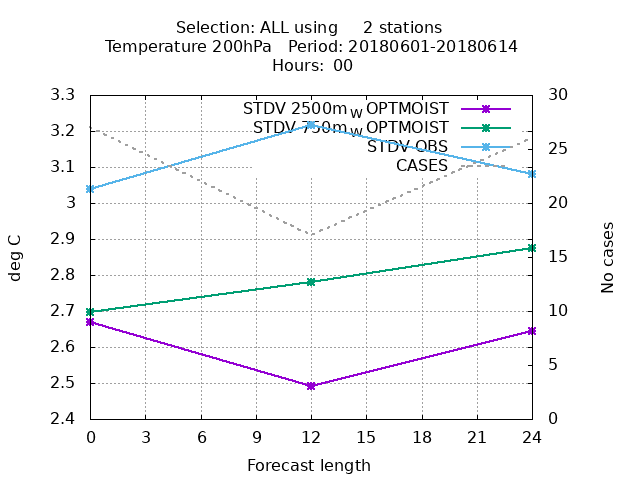 Selection: ALL using     2 stations
Temperature 200hPa   Period: 20180601-20180614
Hours:  00
3.3
3.2
3.1
3
2.9
2.8
2.7
2.6
2.5
2.4
deg C
STDV 2500m_W OPTMOIST
STDV 750m_W OPTMOIST
STDV OBS
CASES
30
25
20
15
10
5
0
No cases
0 3 6 9 12 15 18 21 24
Forecast length